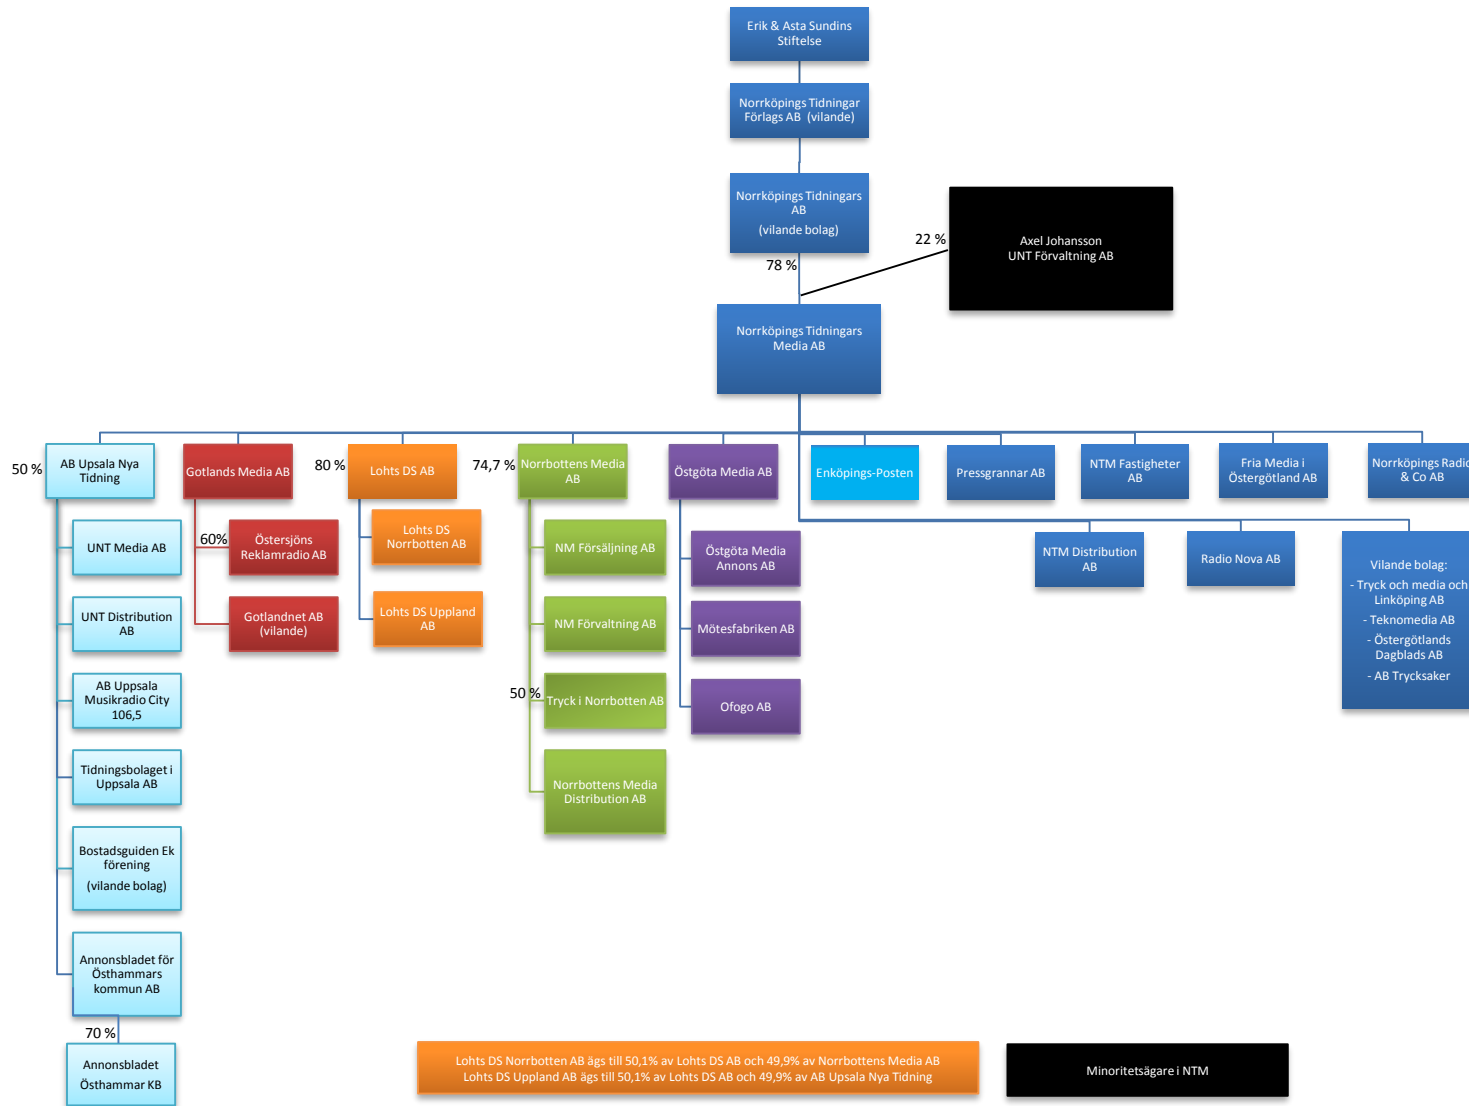 Erik & Asta Sundins
Stiftelse
Norrköpings Tidningar
Förlags AB (vilande)
Norrköpings Tidningars
AB
(vilande bolag)
22 %
Axel Johansson
UNT Förvaltning AB
78 %
Norrköpings Tidningars
Media AB
50 %
AB Upsala Nya
Tidning
Gotlands Media AB
80 %
Lohts DS AB
74,7 %
Norrbottens Media
AB
Östgöta Media AB
Enköpings-Posten
Pressgrannar AB
NTM Fastigheter
AB
Fria Media i
Östergötland AB
Norrköpings Radio
& Co AB
UNT Media AB
UNT Distribution
AB
AB Uppsala
Musikradio City
106,5
Tidningsbolaget i
Uppsala AB
Bostadsguiden Ek
förening
(vilande bolag)
Annonsbladet för
Östhammars
kommun AB
70 %
Annonsbladet
Östhammar KB
60%
Östersjöns
Reklamradio AB
Gotlandnet AB
(vilande)
Lohts DS
Norrbotten AB
Lohts DS Uppland
AB
NM Försäljning AB
NM Förvaltning AB
50 %
Tryck i Norrbotten AB
Norrbottens Media
Distribution AB
Östgöta Media
Annons AB
Mötesfabriken AB
Ofogo AB
NTM Distribution
AB
Radio Nova AB
Vilande bolag:
- Tryck och media och
Linköping AB
- Teknomedia AB
- Östergötlands
Dagblads AB
- AB Trycksaker
Lohts DS Norrbotten AB ägs till 50,1% av Lohts DS AB och 49,9% av Norrbottens Media AB
Lohts DS Uppland AB ägs till 50,1% av Lohts DS AB och 49,9% av AB Upsala Nya Tidning
Minoritetsägare i NTM